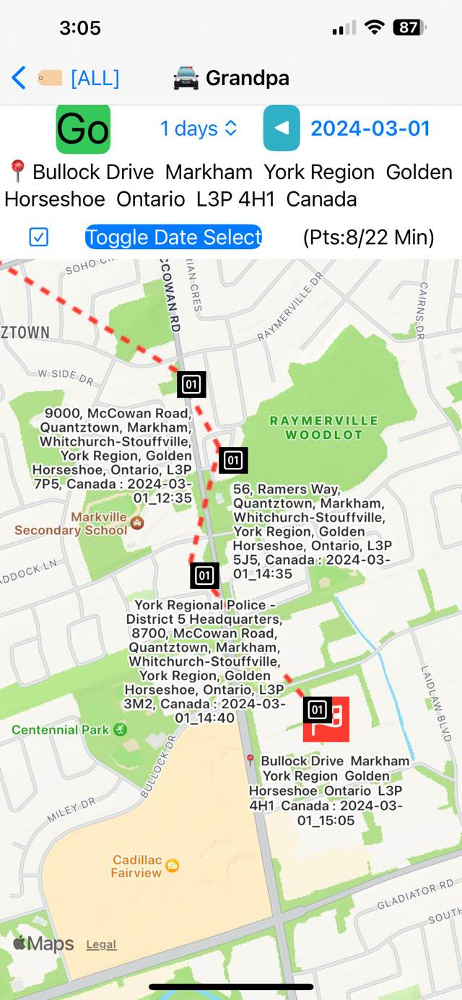 3:05
87
[ALL]
Grandpa
Go
1 days
2024-03-01
Bullock Drive Markham York Region Golden
Horseshoe Ontario L3P 4H1 Canada
Toggle Date Select
(Pts:8/22 Min)
SOHO CR
CCOWAN RD
RIAN CRES
RAYMERVILLE DR
CAIRNS DR
ZTOWN
W SIDE DR
01
9000, McCowan Road,
Quantztown, Markham,
Whitchurch-Stouffville,
York Region, Golden
Horseshoe, Ontario, L3P
7P5, Canada : 2024-03-
01_12:35
RAYMERVILLE
WOODLOT
01
56, Ramers Way,
Quantztown, Markham,
Whitchurch-Stouffville,
York Region, Golden
Horseshoe, Ontario, L3P
5J5, Canada : 2024-03-
01_14:35
Markville
Secondary School
ADDOCK LN
01
York Regional Police -
District 5 Headquarters,
8700, McCowan Road,
Quantztown, Markham,
Whitchurch-Stouffville,
York Region, Golden
Horseshoe, Ontario, L3P
3M2, Canada : 2024-03-
01_14:40
LAIDLAW BLVD
01
Centennial Park
BULLOCK DR
Bullock Drive Markham
York Region Golden
Horseshoe Ontario L3P
4H1 Canada : 2024-03-
01_15:05
MILEY DR
Cadillac
Fairview
GLADIATOR RD
SOUTH
Maps
Legal